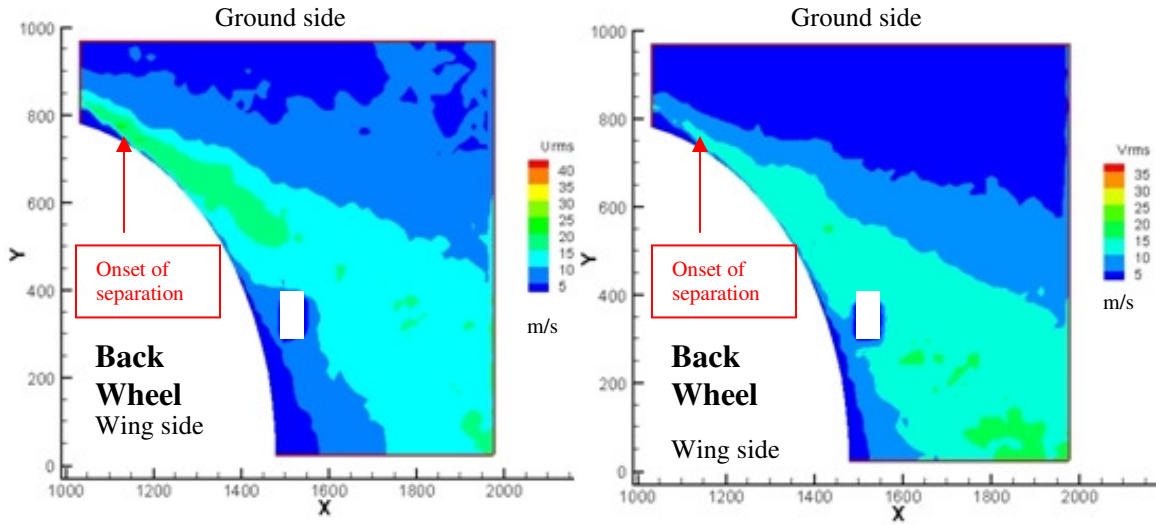 Ground side
1000
800
600
400
200
0
Y
1000
1200
1400
1600
1800
2000
X
Urms
40
35
30
25
20
15
10
5
m/s
Onset of
separation
Back
Wheel
Wing side
Ground side
1000
800
600
400
200
0
Y
1000
1200
1400
1600
1800
2000
X
Vrms
35
30
25
20
15
10
5
m/s
Onset of
separation
Back
Wheel
Wing side